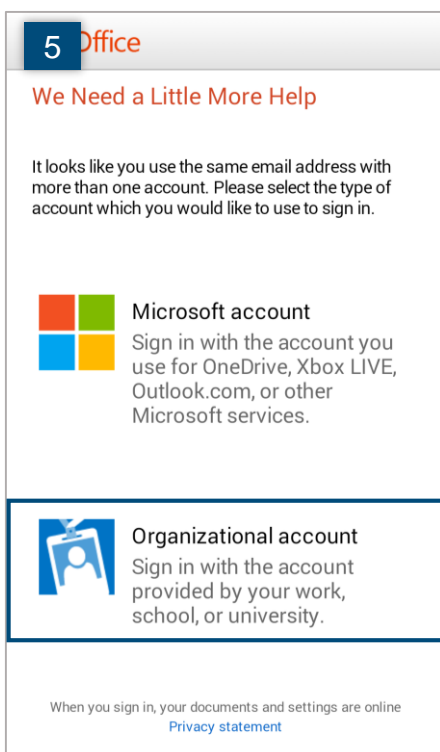 5
Office
We Need a Little More Help
It looks like you use the same email address with
more than one account. Please select the type of
account which you would like to use to sign in.
Microsoft account
Sign in with the account you
use for OneDrive, Xbox LIVE,
Outlook.com, or other
Microsoft services.
Organizational account
Sign in with the account
provided by your work,
school, or university.
When you sign in, your documents and settings are online
Privacy statement